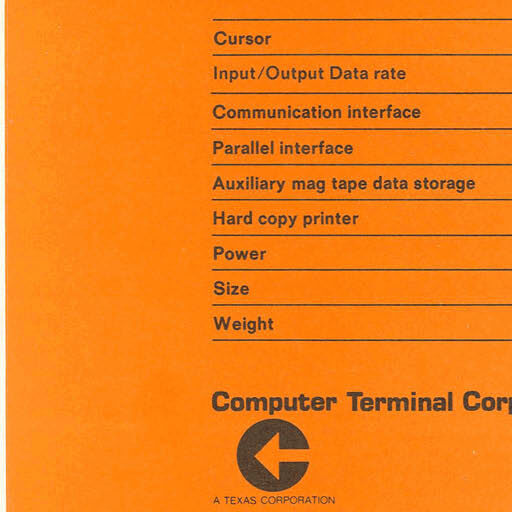 Cursor
Input/Output Data rate
Communication interface
Parallel interface
Auxiliary mag tape data storage
Hard copy printer
Power
Size
Weight
Computer Terminal Corp
A TEXAS CORPORATION